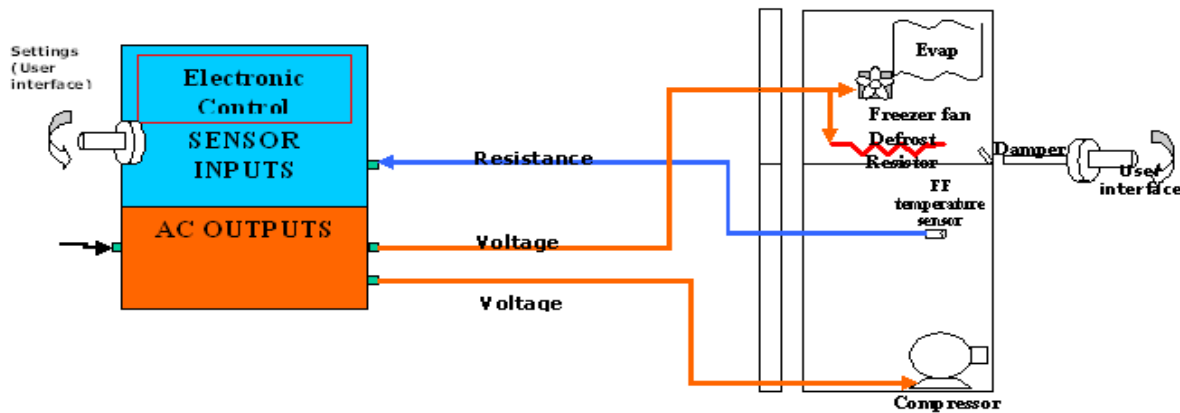 Settings
(User
interface)
Electronic
Control
SENSOR
INPUTS
AC OUTPUTS
Resistance
Voltage
Voltage
Evap
Freezer fan
Defrost
Resistor
Damper
User
interface
FF
temperature
sensor
Compressor